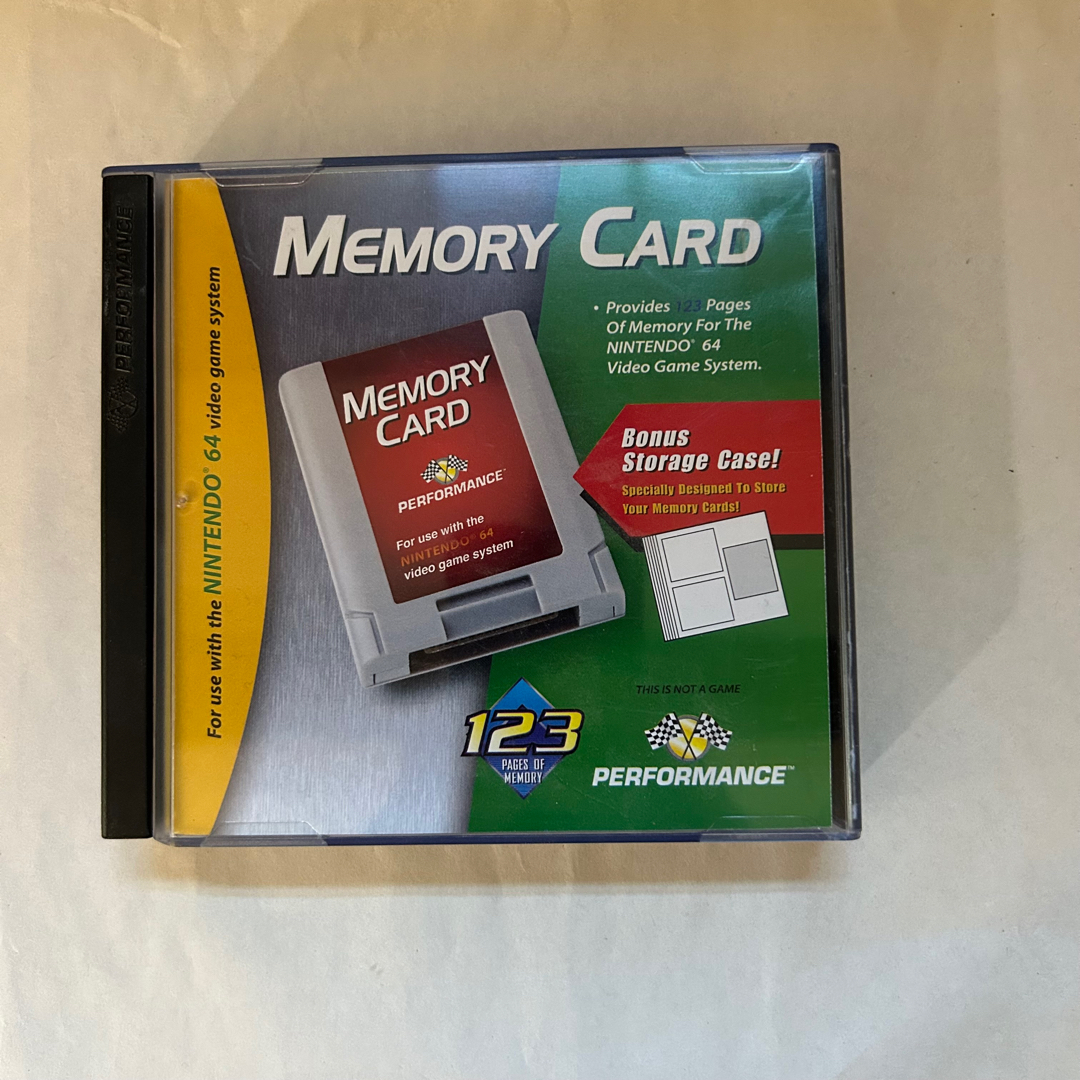 PERFORMANCE
For use with the NINTENDO® 64 video game system
MEMORY CARD
• Provides 123 Pages
Of Memory For The
NINTENDO® 64
Video Game System.
MEMORY
CARD
PERFORMANCE™
For use with the
NINTENDO® 64
video game system
Bonus
Storage Case!
Specially Designed To Store
Your Memory Cards!
123
PAGES OF
MEMORY
THIS IS NOT A GAME
PERFORMANCE™